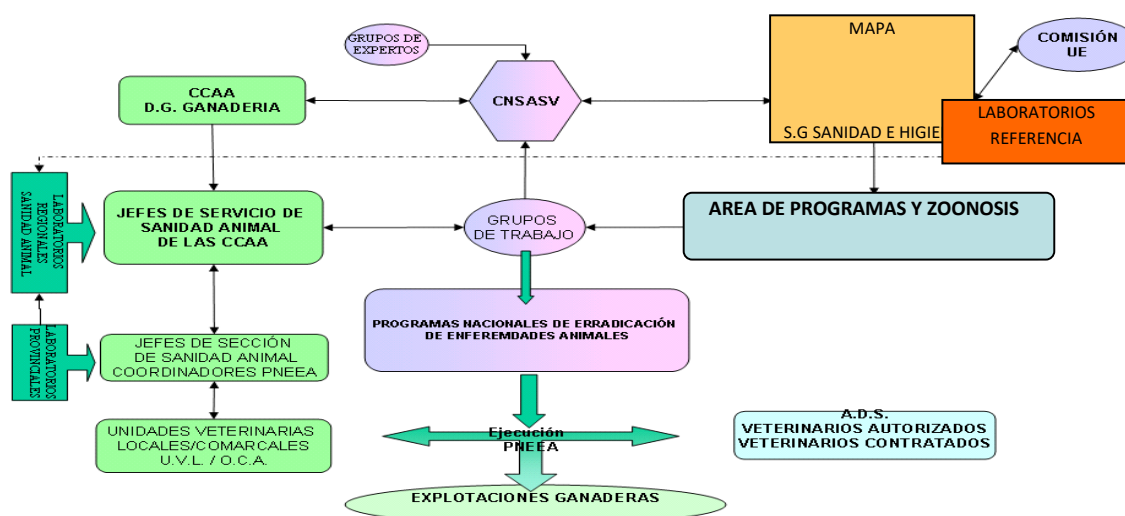 GRUPOS DE
EXPERTOS
MAPA
COMISIÓN
UE
CCAA
D.G. GANADERIA
CNSASV
S.G SANIDAD E HIGIE
LABORATORIOS
REFERENCIA
LABORATORIOS
REGIONALES
SANIDAD ANIMAL
JEFES DE SERVICIO DE
SANIDAD ANIMAL
DE LAS CCAA
GRUPOS
DE TRABAJO
AREA DE PROGRAMAS Y ZOONOSIS
PROGRAMAS NACIONALES DE ERRADICACIÓN
DE ENFEREMDADES ANIMALES
LABORATORIOS
PROVINCIALES
JEFES DE SECCIÓN
DE SANIDAD ANIMAL
COORDINADORES PNEEA
UNIDADES VETERINARIAS
LOCALES/COMARCALES
U.V.L. / O.C.A.
Ejecución
PNEEA
A.D.S.
VETERINARIOS AUTORIZADOS
VETERINARIOS CONTRATADOS
EXPLOTACIONES GANADERAS